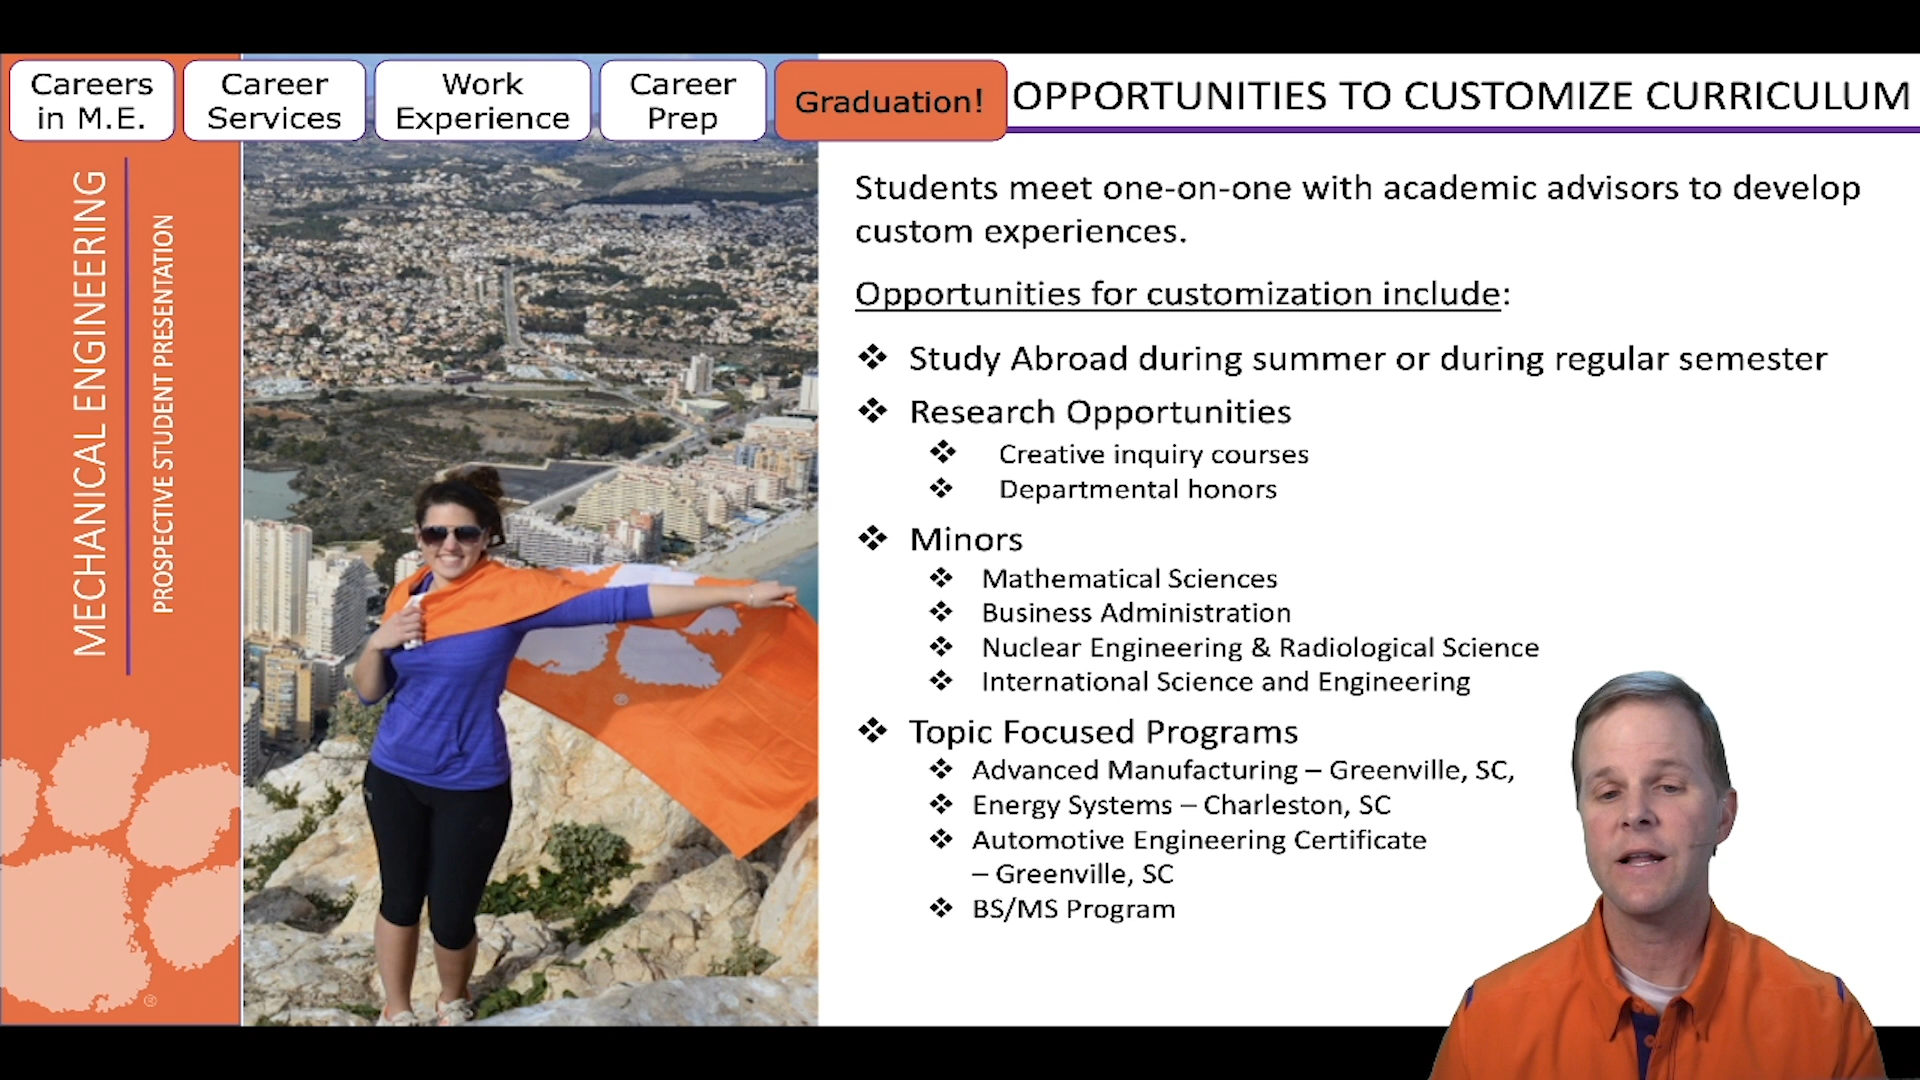 Careers
in M.E.
Career
Services
Work
Experience
Career
Prep
Graduation!
OPPORTUNITIES TO CUSTOMIZE CURRICULUM
MECHANICAL ENGINEERING
PROSPECTIVE STUDENT PRESENTATION
Students meet one-on-one with academic advisors to develop
custom experiences.
Opportunities for customization include:
❖ Study Abroad during summer or during regular semester
❖ Research Opportunities
❖ Creative inquiry courses
❖ Departmental honors
❖ Minors
❖ Mathematical Sciences
❖ Business Administration
❖ Nuclear Engineering & Radiological Science
❖ International Science and Engineering
❖ Topic Focused Programs
❖ Advanced Manufacturing – Greenville, SC,
❖ Energy Systems – Charleston, SC
❖ Automotive Engineering Certificate
– Greenville, SC
❖ BS/MS Program
®
®